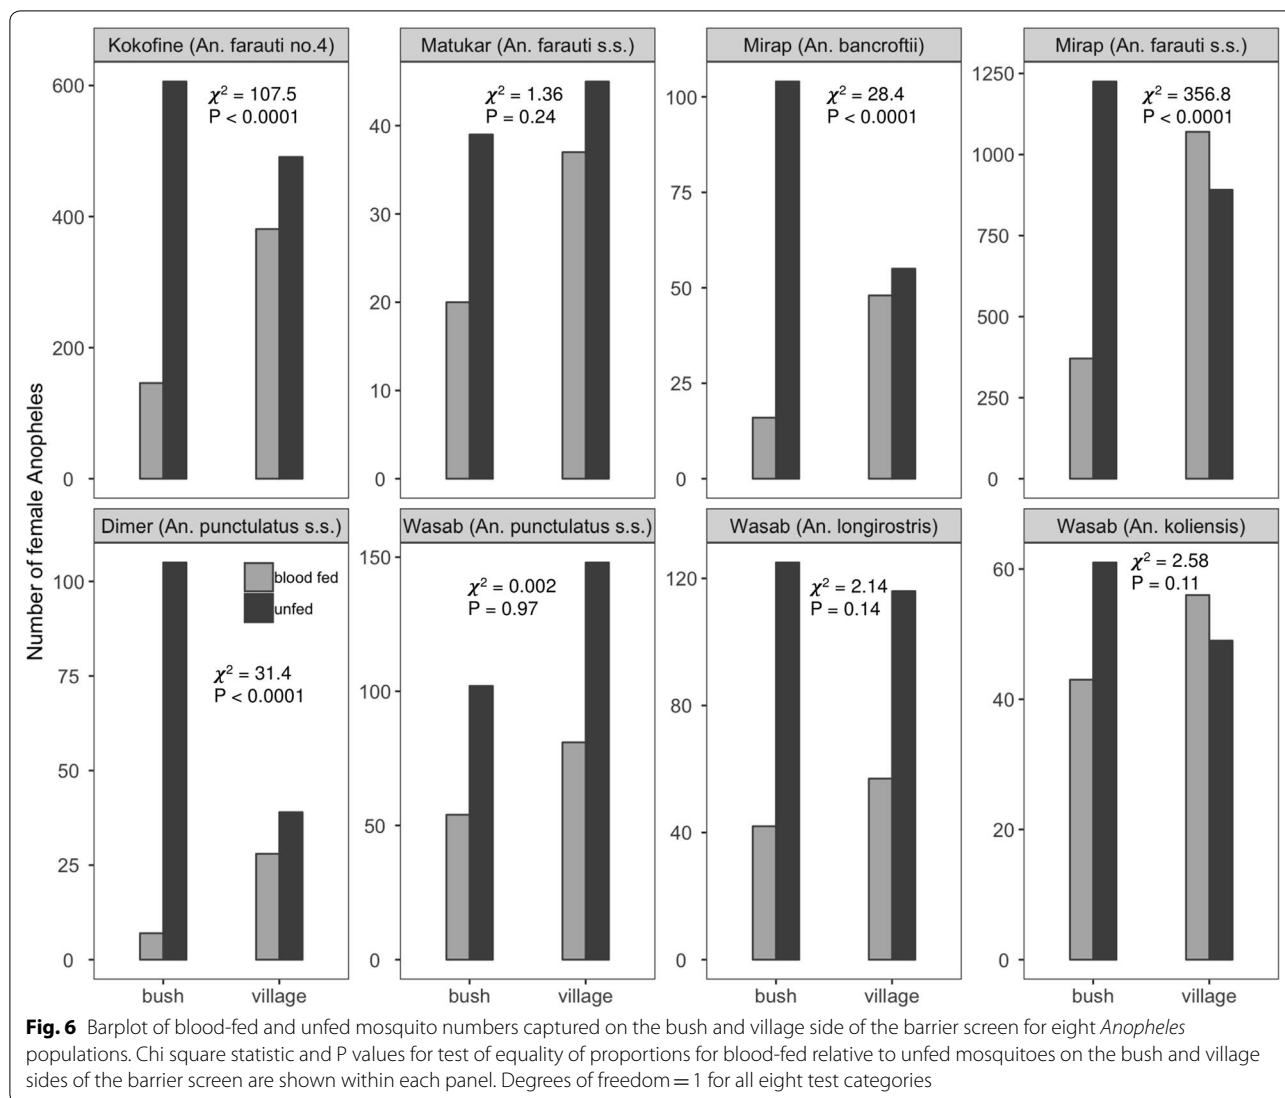 Number of female Anopheles
Kokofine (An. farauti no.4)
χ² = 107.5
P < 0.0001
600
400
200
0
Matukar (An. farauti s.s.)
χ² = 1.36
P = 0.24
40
30
20
10
0
Mirap (An. bancroftii)
χ² = 28.4
P < 0.0001
100
75
50
25
0
Mirap (An. farauti s.s.)
χ² = 356.8
P < 0.0001
1250
1000
750
500
250
0
Dimer (An. punctulatus s.s.)
blood fed
unfed
χ² = 31.4
P < 0.0001
100
75
50
25
0
bush village
Wasab (An. punctulatus s.s.)
χ² = 0.002
P = 0.97
150
100
50
0
bush village
Wasab (An. longirostris)
χ² = 2.14
P = 0.14
120
80
40
0
bush village
Wasab (An. koliensis)
χ² = 2.58
P = 0.11
60
40
20
0
bush village
Fig. 6 Barplot of blood-fed and unfed mosquito numbers captured on the bush and village side of the barrier screen for eight Anopheles
populations. Chi square statistic and P values for test of equality of proportions for blood-fed relative to unfed mosquitoes on the bush and village
sides of the barrier screen are shown within each panel. Degrees of freedom = 1 for all eight test categories